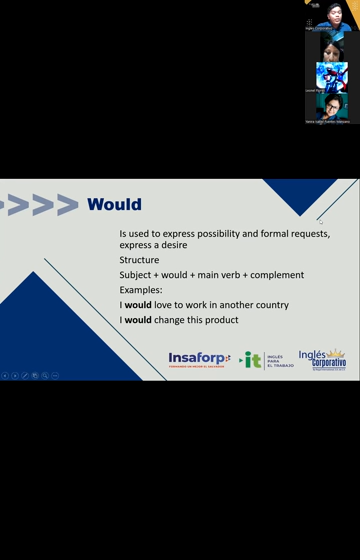 Would
Is used to express possibility and formal requests,
express a desire
Structure
Subject + would + main verb + complement
Examples:
I would love to work in another country
I would change this product
Insaforp
it
INGLÉS
PARA
EL TRABAJO
Inglés
Corporativo